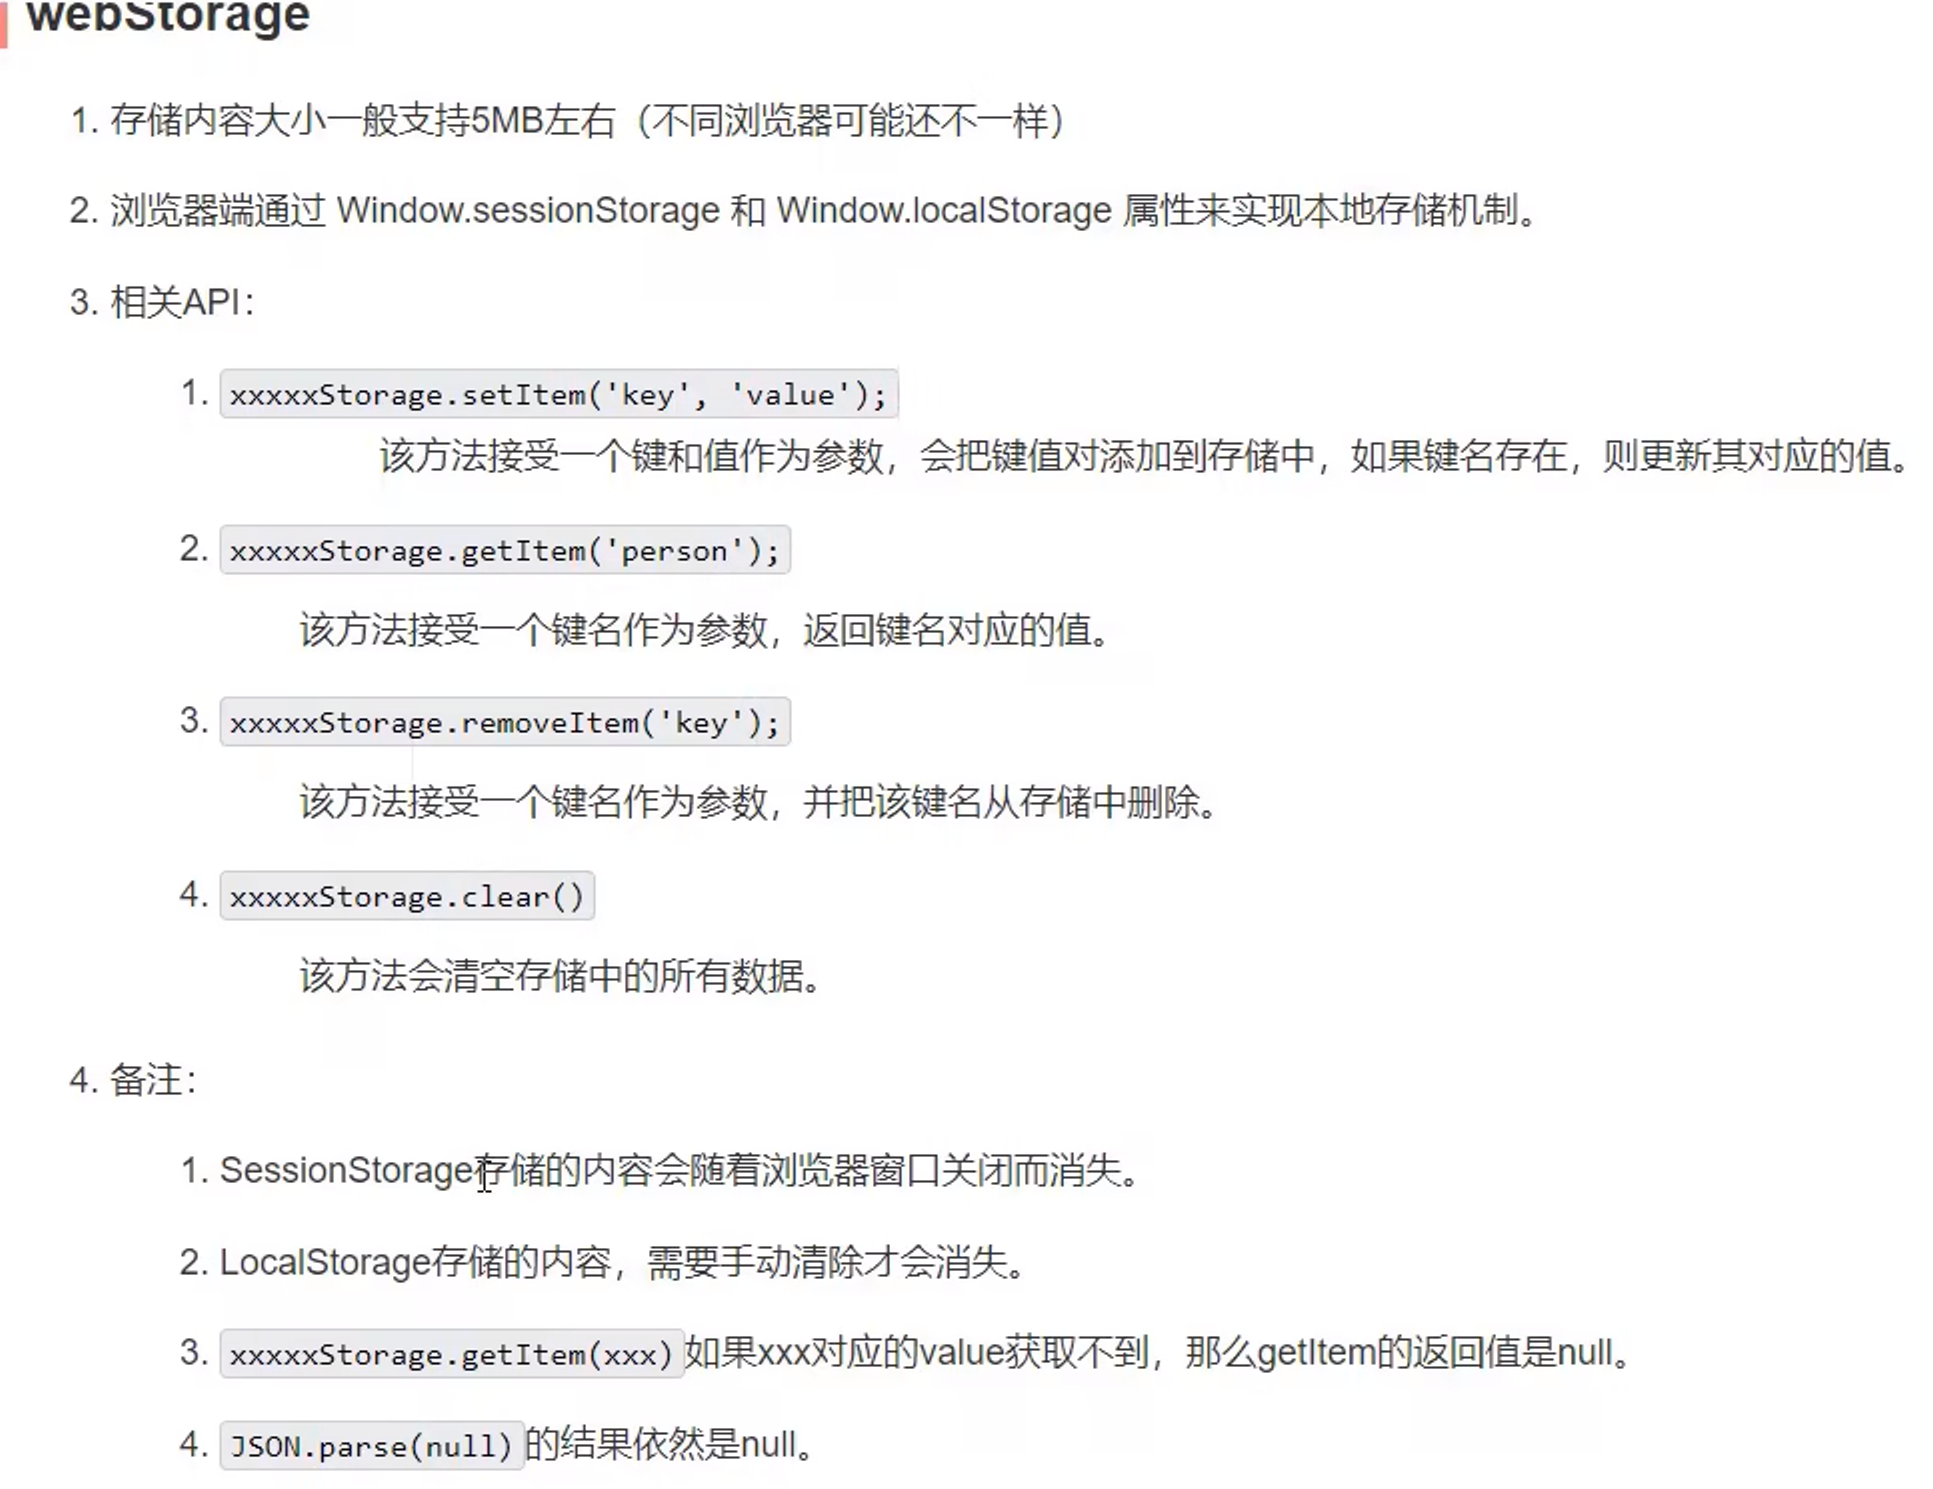 webStorage
1. 存储内容大小一般支持5MB左右（不同浏览器可能还不一样）
2. 浏览器端通过 Window.sessionStorage 和 Window.localStorage 属性来实现本地存储机制。
3. 相关API：
1. xxxxxStorage.setItem('key', 'value');
该方法接受一个键和值作为参数，会把键值对添加到存储中，如果键名存在，则更新其对应的值。
2. xxxxxStorage.getItem('person');
该方法接受一个键名作为参数，返回键名对应的值。
3. xxxxxStorage.removeItem('key');
该方法接受一个键名作为参数，并把该键名从存储中删除。
4. xxxxxStorage.clear()
该方法会清空存储中的所有数据。
4. 备注：
1. SessionStorage存储的内容会随着浏览器窗口关闭而消失。
2. LocalStorage存储的内容，需要手动清除才会消失。
3. xxxxxStorage.getItem(xxx)如果xxx对应的value获取不到，那么getItem的返回值是null。
4. JSON.parse(null)的结果依然是null。